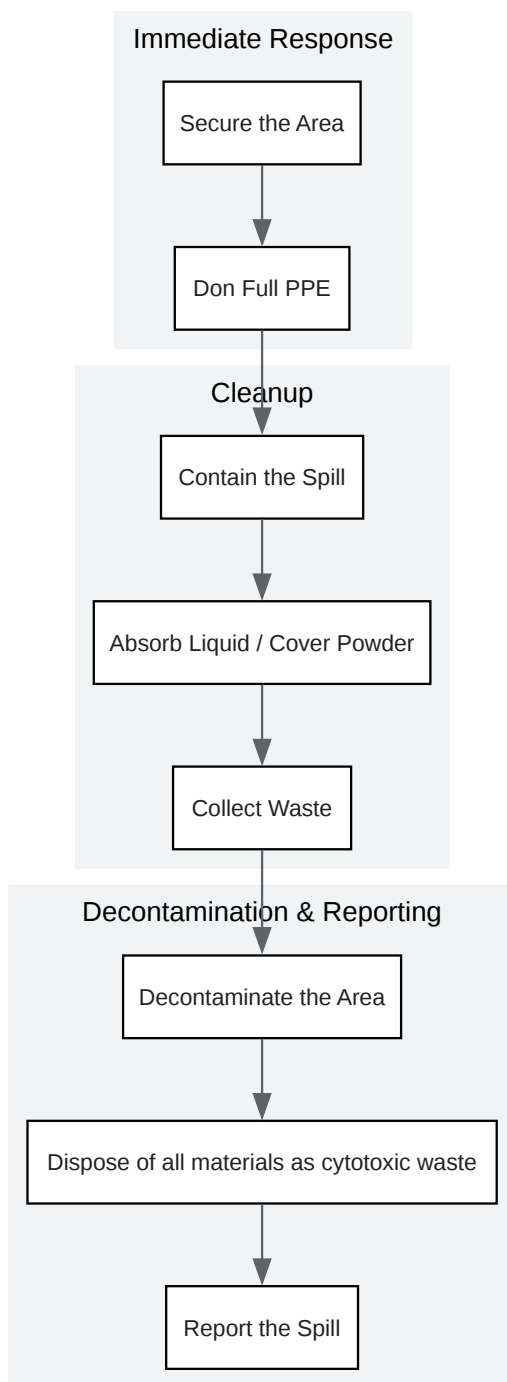 Immediate Response
Secure the Area
Don Full PPE
Cleanup
Contain the Spill
Absorb Liquid / Cover Powder
Collect Waste
Decontamination & Reporting
Decontaminate the Area
Dispose of all materials as cytotoxic waste
Report the Spill